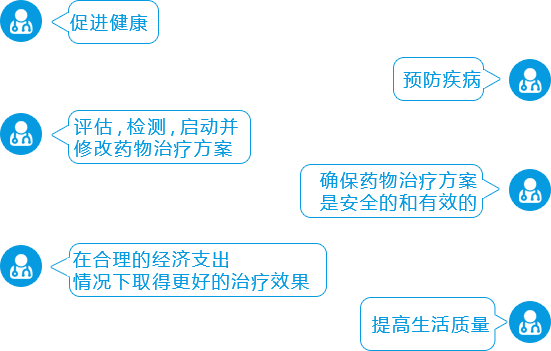 促进健康
预防疾病
评估,检测,启动并
修改药物治疗方案
确保药物治疗方案
是安全的和有效的
在合理的经济支出
情况下取得更好的治疗效果
提高生活质量